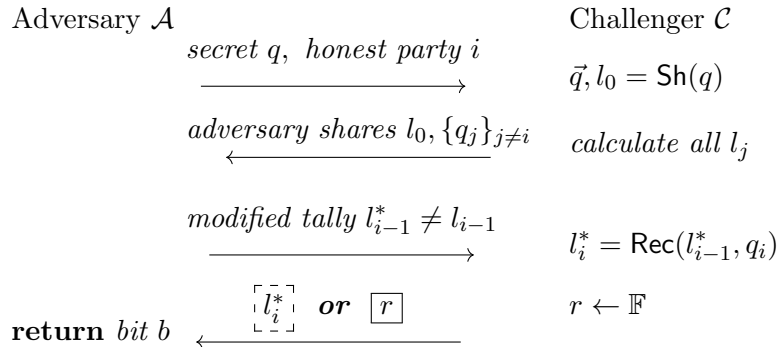 Adversary 𝒜 Challenger 𝒞
secret q, honest party i
q⃗, l₀ = Sh(q)
adversary shares l₀, {qⱼ}ⱼ≠ᵢ
calculate all lⱼ
modified tally l*ᵢ₋₁ ≠ lᵢ₋₁
l*ᵢ = Rec(l*ᵢ₋₁, qᵢ)
l*ᵢ or r
r ← 𝔽
return bit b